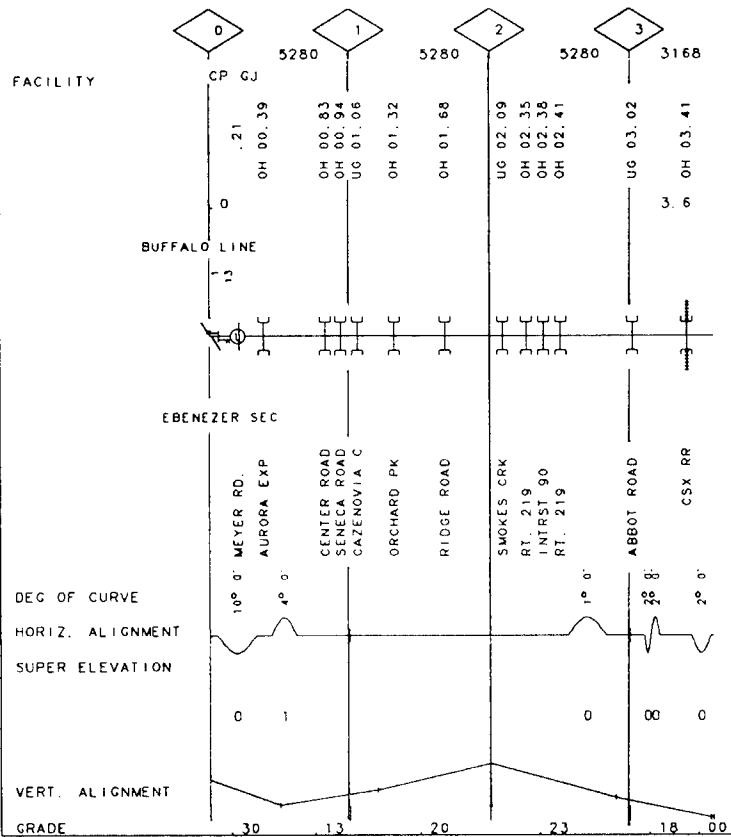 0 1 2 3
5280 5280 5280 3168
FACILITY
CP GJ
.21
OH 00.39
OH 00.83
OH 00.94
UG 01.06
OH 01.32
OH 01.68
UG 02.09
OH 02.35
OH 02.38
OH 02.41
UG 03.02
OH 03.41
0
3.6
BUFFALO LINE
1
13
U
EBENEZER SEC
MEYER RD.
AURORA EXP
CENTER ROAD
SENECA ROAD
CAZENOVIA C
ORCHARD PK
RIDGE ROAD
SMOKES CRK
RT. 219
INTRST 90
RT. 219
ABBOT ROAD
CSX RR
DEG OF CURVE
10° 0'
4° 0'
1° 0'
2° 0'
2° 0'
2° 0'
HORIZ. ALIGNMENT
SUPER ELEVATION
0 1 0 00 0
VERT. ALIGNMENT
GRADE .30 .13 .20 .23 .18 .00